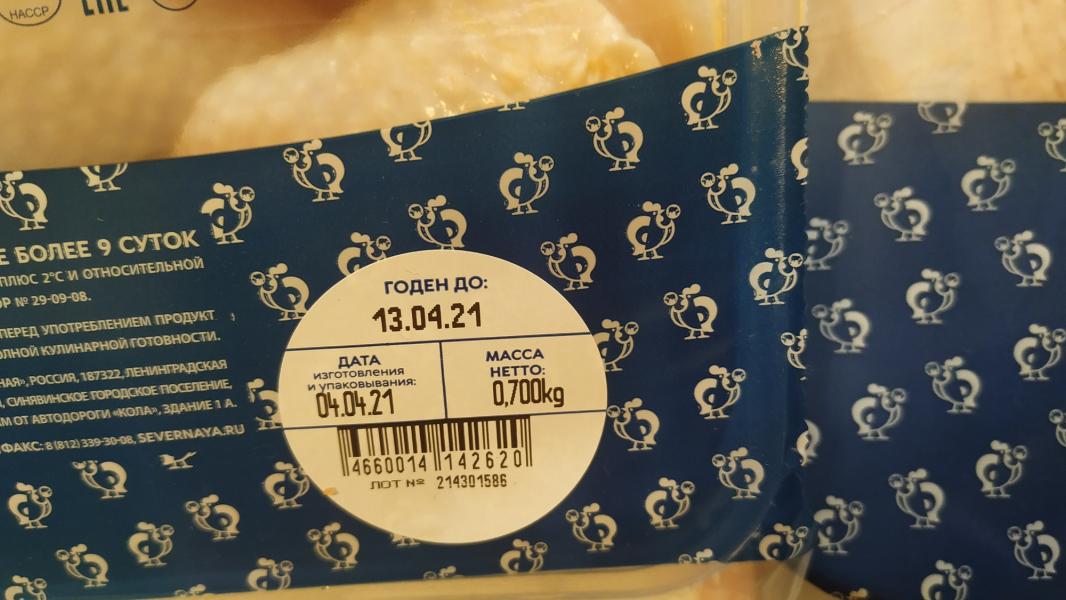 НАССР
ЕАС
Е БОЛЕЕ 9 СУТОК
ПЛЮС 2°С И ОТНОСИТЕЛЬНОЙ
ОР № 29-09-08.
ПЕРЕД УПОТРЕБЛЕНИЕМ ПРОДУКТ
ОЛНОЙ КУЛИНАРНОЙ ГОТОВНОСТИ.
НАЯ», РОССИЯ, 187322, ЛЕНИНГРАДСКАЯ
Н, СИНЯВИНСКОЕ ГОРОДСКОЕ ПОСЕЛЕНИЕ,
КМ ОТ АВТОДОРОГИ «КОЛА», ЗДАНИЕ 1 А.
ФАКС: 8 (812) 339-30-08, SEVERNAYA.RU
ГОДЕН ДО:
13.04.21
ДАТА
изготовления
и упаковывания:
04.04.21
МАССА
НЕТТО:
0,700kg
4660014 142620
ЛОТ № 214301586